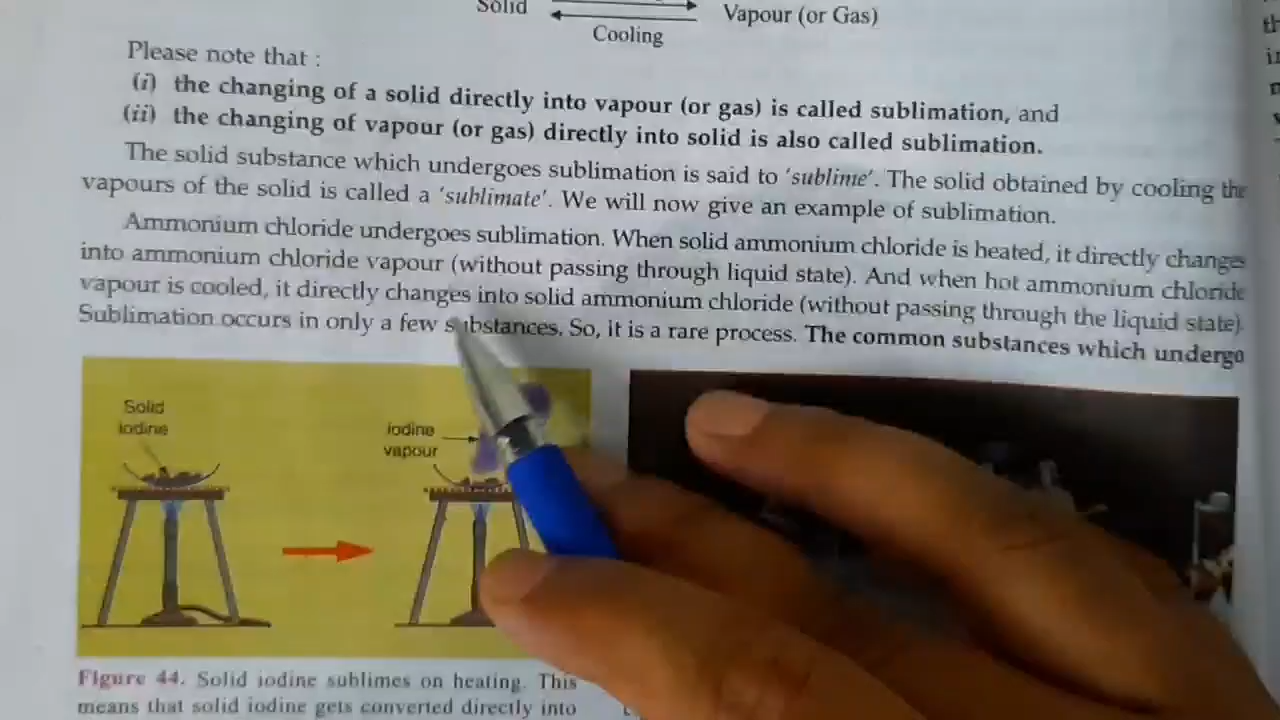 Solid
Vapour (or Gas)
Cooling
Please note that :
(i) the changing of a solid directly into vapour (or gas) is called sublimation, and
(ii) the changing of vapour (or gas) directly into solid is also called sublimation.
The solid substance which undergoes sublimation is said to ‘sublime’. The solid obtained by cooling the
vapours of the solid is called a ‘sublimate’. We will now give an example of sublimation.
Ammonium chloride undergoes sublimation. When solid ammonium chloride is heated, it directly changes
into ammonium chloride vapour (without passing through liquid state). And when hot ammonium chloride
vapour is cooled, it directly changes into solid ammonium chloride (without passing through the liquid state).
Sublimation occurs in only a few substances. So, it is a rare process. The common substances which undergo
Solid
iodine
iodine
vapour
Figure 44. Solid iodine sublimes on heating. This
means that solid iodine gets converted directly into